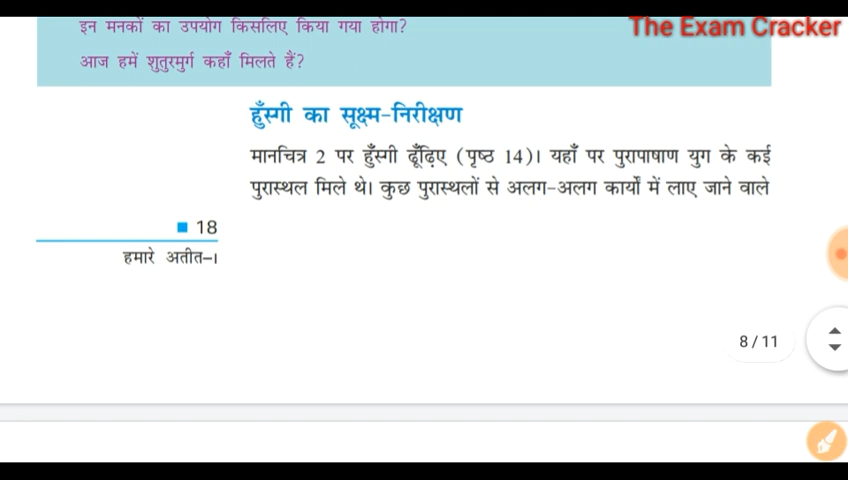 The Exam Cracker
इन मनकों का उपयोग किसलिए किया गया होगा?
आज हमें शुतुरमुर्ग कहाँ मिलते हैं?
हुँस्गी का सूक्ष्म-निरीक्षण
मानचित्र 2 पर हुँस्गी ढूँढ़िए (पृष्ठ 14)। यहाँ पर पुरापाषाण युग के कई
पुरास्थल मिले थे। कुछ पुरास्थलों से अलग-अलग कार्यों में लाए जाने वाले
■ 18
हमारे अतीत–I
8 / 11